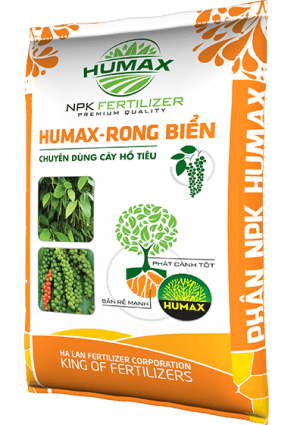 HUMAX
NPK FERTILIZER
PREMIUM QUALITY
HUMAX-RONG BIỂN
CHUYÊN DÙNG CÂY HỒ TIÊU
PHÁT CÀNH TỐT
BẮN RỄ MẠNH
HUMAX
HA LAN FERTILIZER CORPORATION
KING OF FERTILIZERS
PHÂN NPK HUMAX